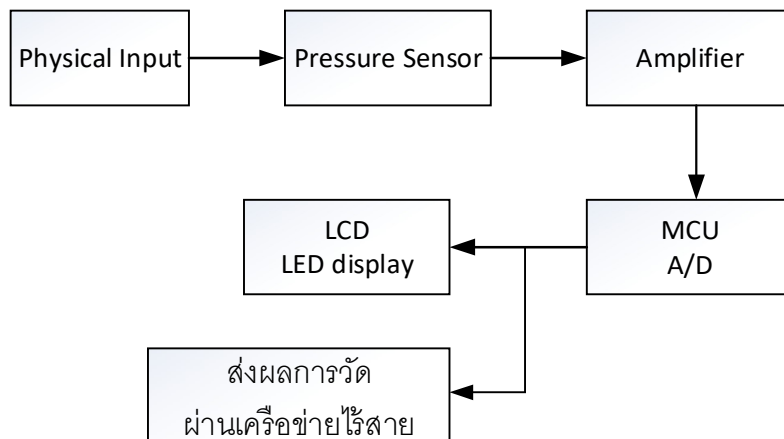 Physical Input
Pressure Sensor
Amplifier
LCD
LED display
MCU
A/D
ส่งผลการวัด
ผ่านเครือข่ายไร้สาย